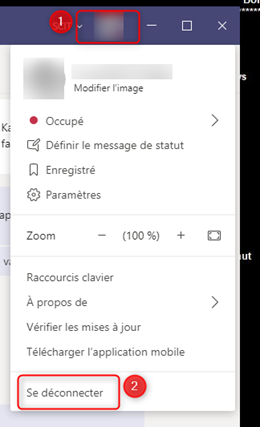 1
Modifier l'image
Occupé
Définir le message de statut
Enregistré
Paramètres
Zoom − (100 %) +
Raccourcis clavier
À propos de
Vérifier les mises à jour
Télécharger l'application mobile
Se déconnecter 2